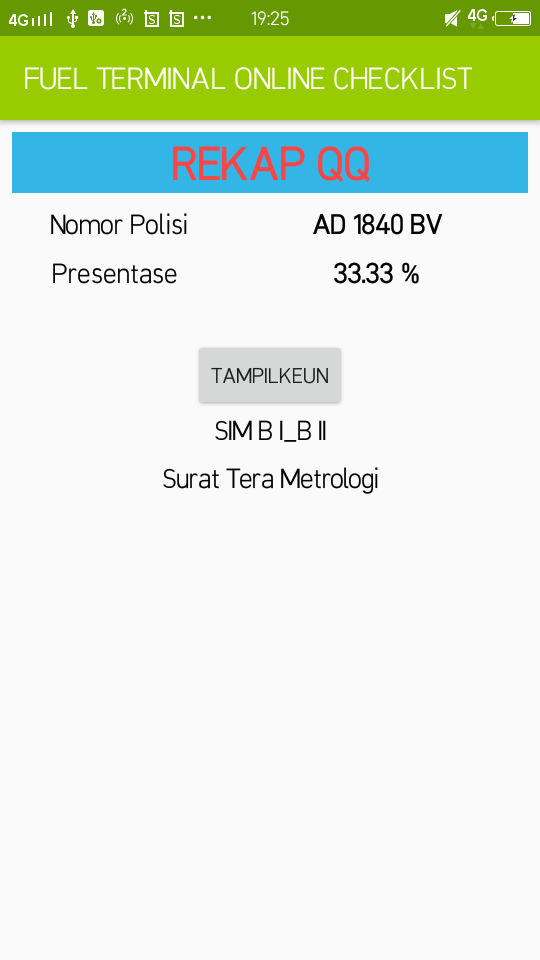 4G 2 S S ... 19:25 4G
FUEL TERMINAL ONLINE CHECKLIST
REKAP QQ
Nomor Polisi AD 1840 BV
Presentase 33.33 %
TAMPILKEUN
SIM B I_B II
Surat Tera Metrologi